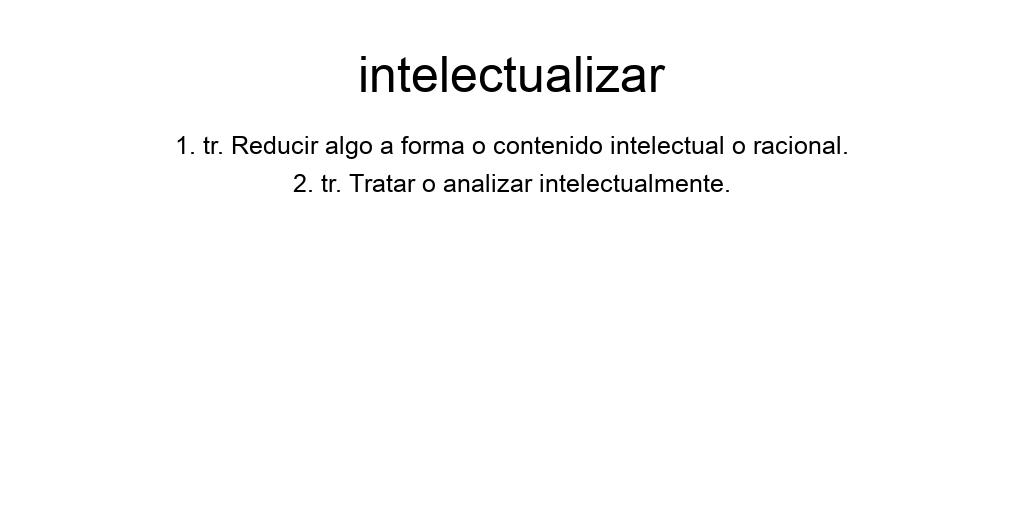 intelectualizar
1. tr. Reducir algo a forma o contenido intelectual o racional.
2. tr. Tratar o analizar intelectualmente.